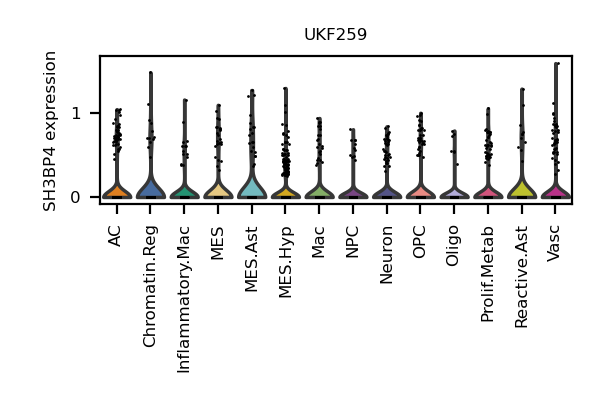 UKF259
SH3BP4 expression
1
0
AC
Chromatin.Reg
Inflammatory.Mac
MES
MES.Ast
MES.Hyp
Mac
NPC
Neuron
OPC
Oligo
Prolif.Metab
Reactive.Ast
Vasc